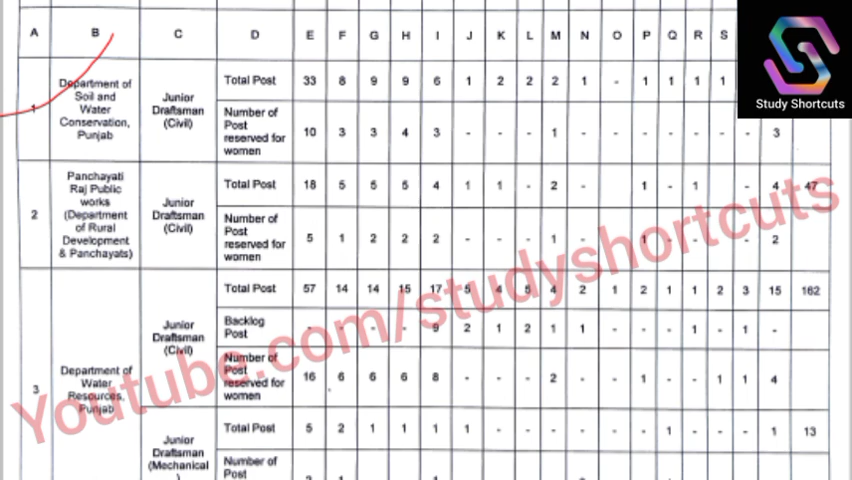 A B C D E F G H I J K L M N O P Q R S
1 Department of Soil and Water Conservation, Punjab Junior Draftsman (Civil) Total Post 33 8 9 9 6 1 2 2 2 1 - 1 1 1 1
Number of Post reserved for women 10 3 3 4 3 - - - 1 - - - - - - - 3
2 Panchayati Raj Public works (Department of Rural Development & Panchayats) Junior Draftsman (Civil) Total Post 18 5 5 5 4 1 1 - 2 - 1 - 1 - 4 47
Number of Post reserved for women 5 1 2 2 2 - - - 1 - 1 - - - 2
3 Department of Water Resources, Punjab Junior Draftsman (Civil) Total Post 57 14 14 15 17 5 4 5 4 2 1 2 1 1 2 3 15 162
Backlog Post - - - - 9 2 1 2 1 1 - - - 1 - 1 -
Number of Post reserved for women 16 6 6 6 8 - - - 2 - - 1 - - 1 1 4
Junior Draftsman (Mechanical) Total Post 5 2 1 1 1 1 - - - - - - 1 - - - 1 13
Number of Post
Study Shortcuts
Youtube.com/studyshortcuts